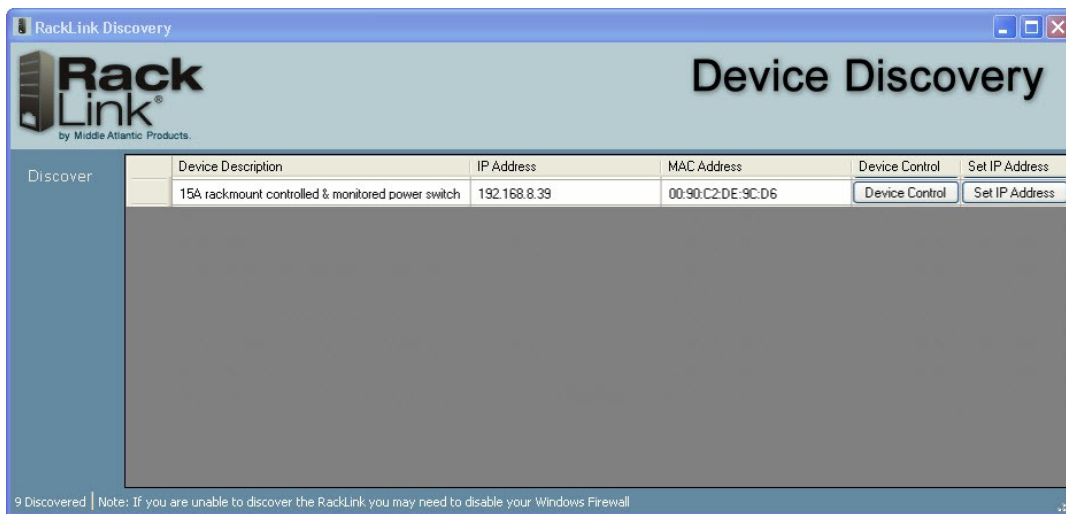 RackLink Discovery
Rack
Link®
by Middle Atlantic Products.
Device Discovery
Discover
Device Description IP Address MAC Address Device Control Set IP Address
15A rackmount controlled & monitored power switch 192.168.8.39 00:90:C2:DE:9C:D6 Device Control Set IP Address
9 Discovered Note: If you are unable to discover the RackLink you may need to disable your Windows Firewall